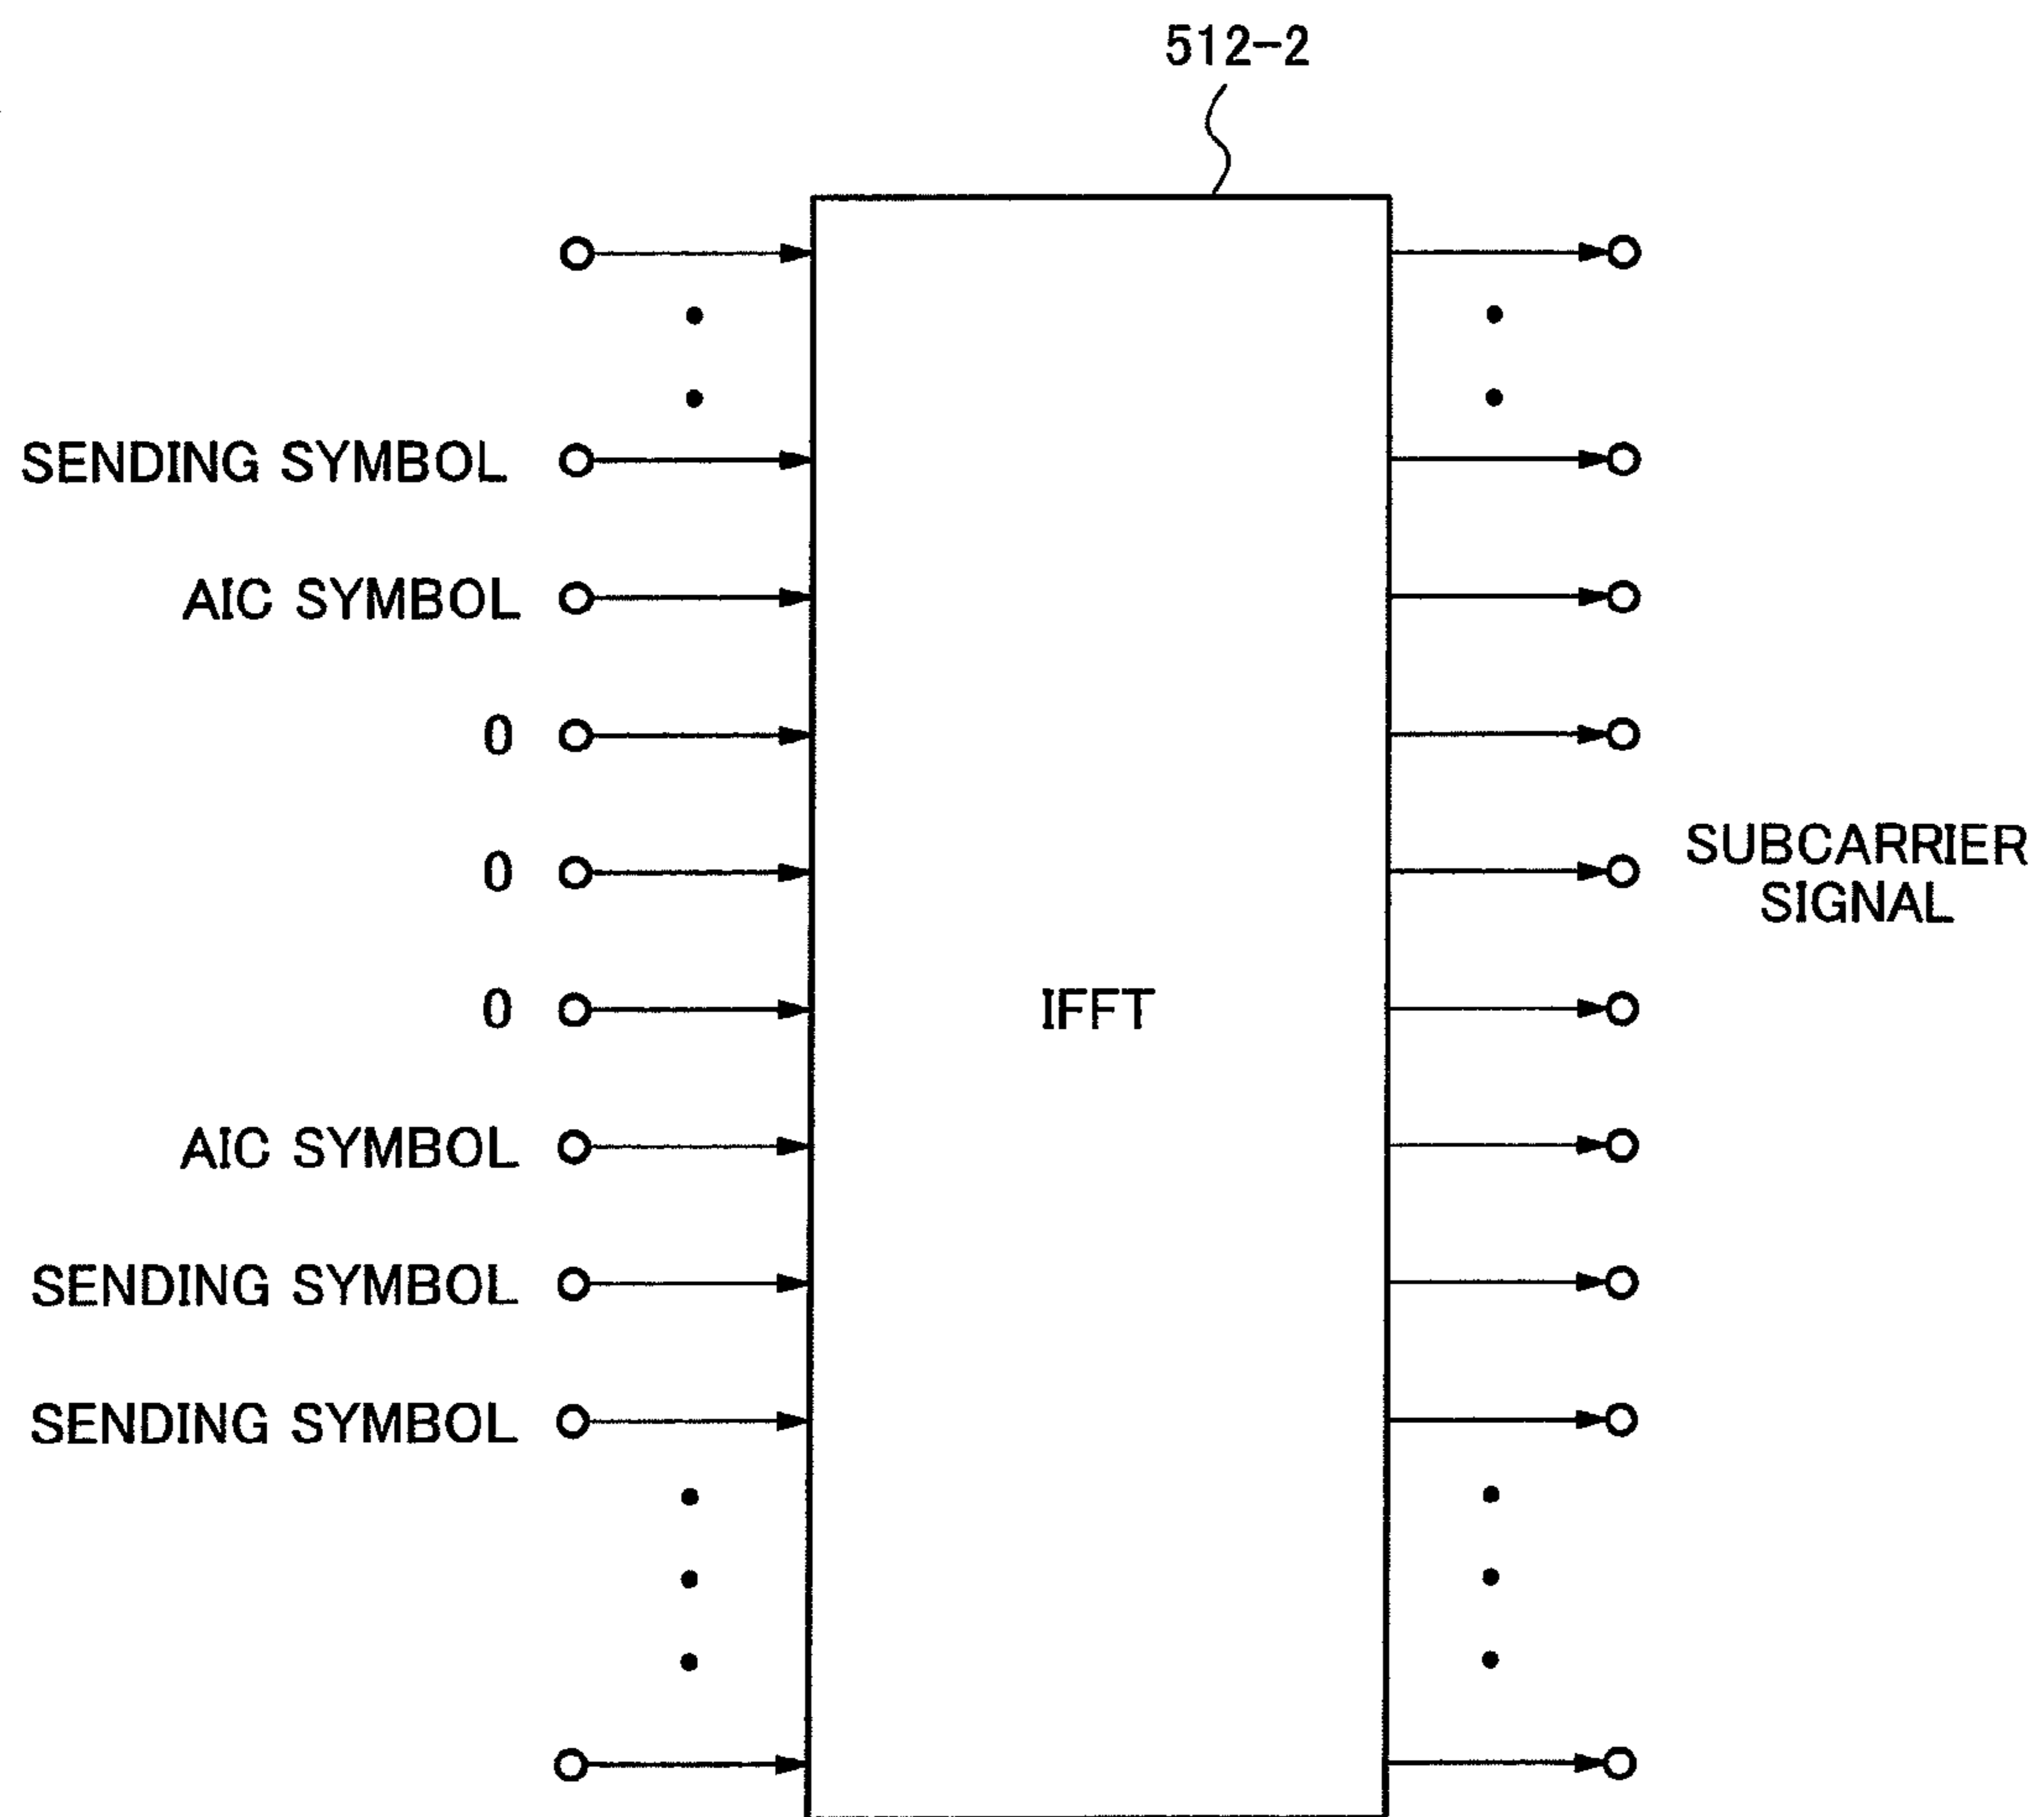 512-2
SENDING SYMBOL
AIC SYMBOL
0
0
SUBCARRIER
SIGNAL
0
IFFT
AIC SYMBOL
SENDING SYMBOL
SENDING SYMBOL